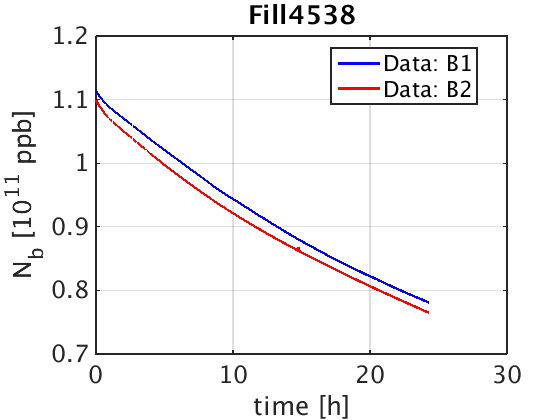 Fill4538
N_b [10^11 ppb]
1.2
1.1
1
0.9
0.8
0.7
Data: B1
Data: B2
0
10
20
30
time [h]